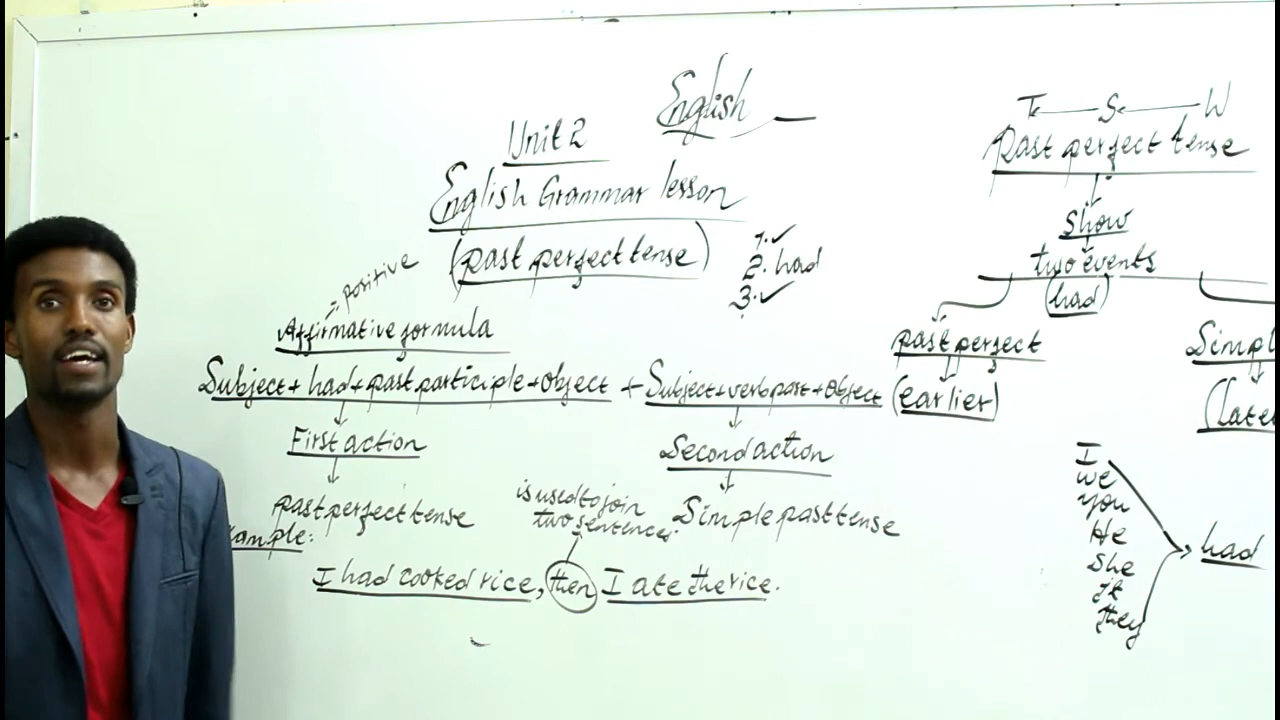 English
Unit 2
English Grammar lesson
(past perfect tense)
1. ✓
2. had
3. ✓
= positive
Affirmative formula
Subject + had + past participle + object + Subject + verb past + Object
First action
Second action
past perfect tense
is used to join
two sentences
Simple past tense
ample:
I had cooked rice, then I ate the rice.
T S W
Past perfect tense
Show
two events
(had)
past perfect
(earlier)
Simpl
(late
I
we
you
He
she
it
they
had